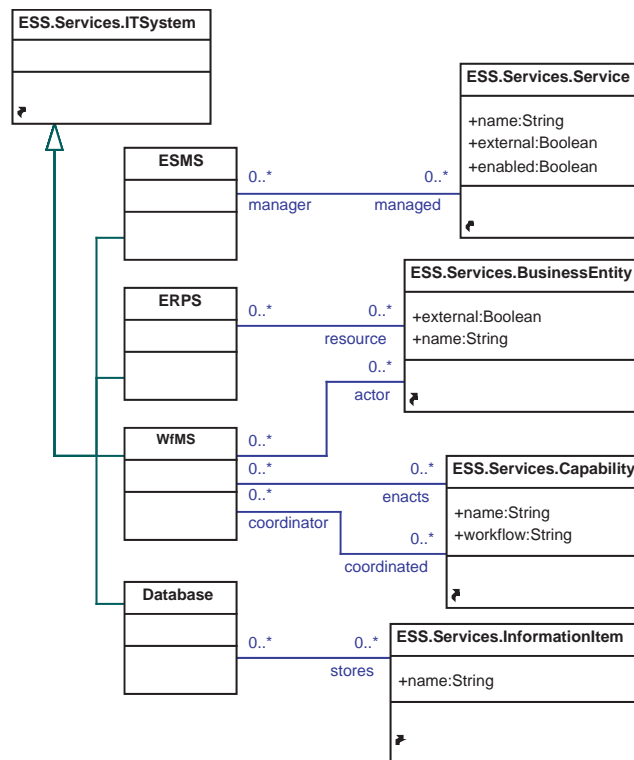 ESS.Services.ITSystem
ESS.Services.Service
+name:String
+external:Boolean
+enabled:Boolean
ESMS
0..*
0..*
manager
managed
ESS.Services.BusinessEntity
+external:Boolean
+name:String
ERPS
0..*
0..*
resource
0..*
actor
WfMS
0..*
0..*
0..*
enacts
0..*
coordinator
0..*
coordinated
ESS.Services.Capability
+name:String
+workflow:String
Database
0..*
0..*
stores
ESS.Services.InformationItem
+name:String